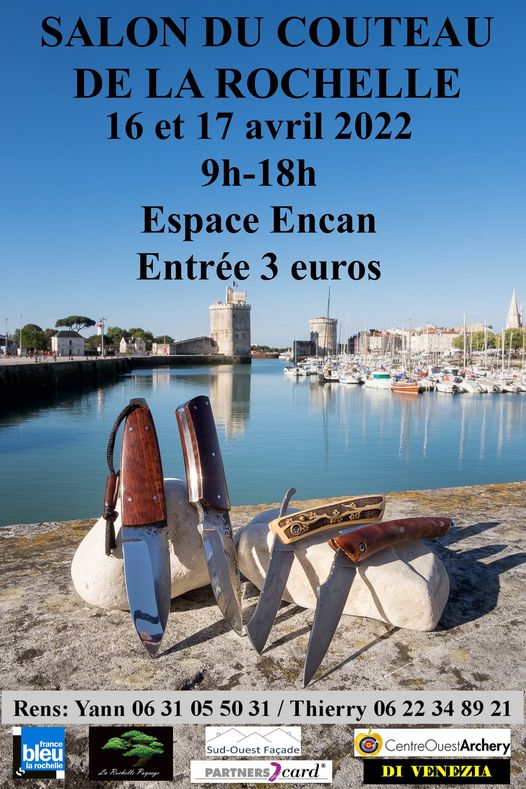 SALON DU COUTEAU
DE LA ROCHELLE
16 et 17 avril 2022
9h-18h
Espace Encan
Entrée 3 euros
Rens: Yann 06 31 05 50 31 / Thierry 06 22 34 89 21
france
bleu
la rochelle
La Rochelle Paysage
Sud-Ouest Façade
PARTNERS card®
CentreOuestArchery
DI VENEZIA